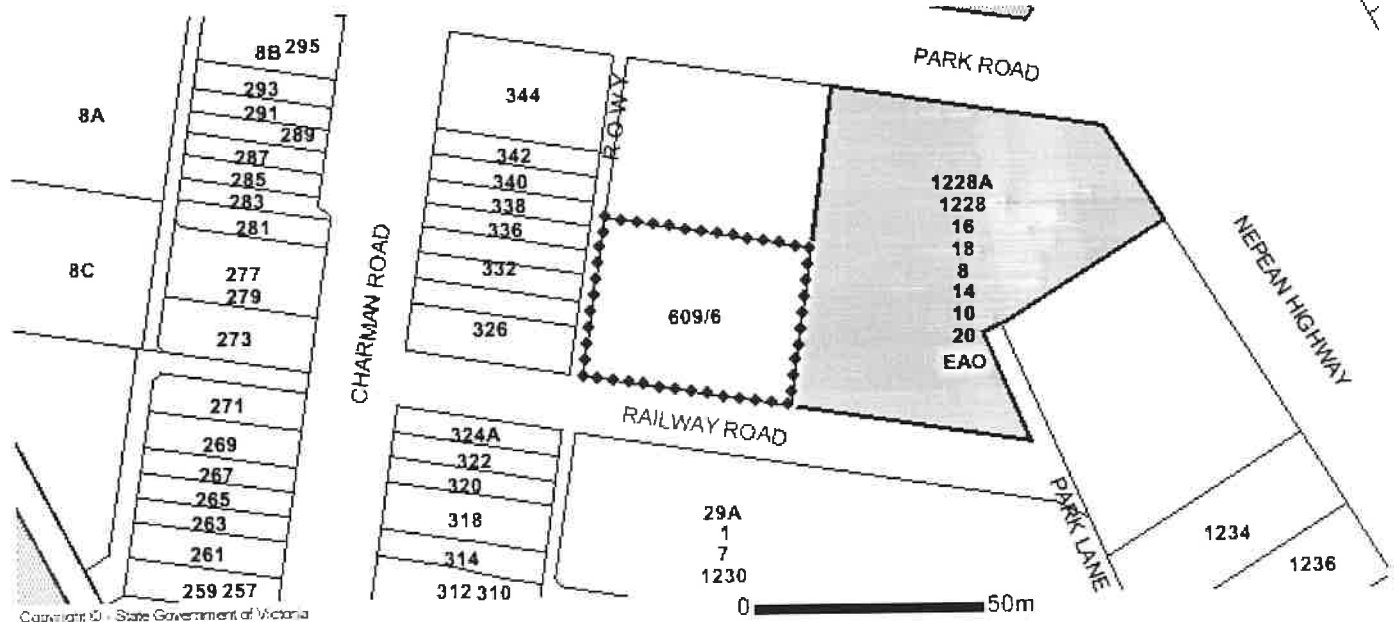 8B 295
293
291
289
287
285
283
281
277
279
273
8A
8C
271
269
267
265
263
261
259 257
CHARMAN ROAD
344
342
340
338
336
332
326
R O W Y
609/6
PARK ROAD
1228A
1228
16
18
8
14
10
20
EAO
NEPEAN HIGHWAY
RAILWAY ROAD
324A
322
320
318
314
312 310
29A
1
7
1230
PARK LANE
1234
1236
0 50m
Copyright © - State Government of Victoria